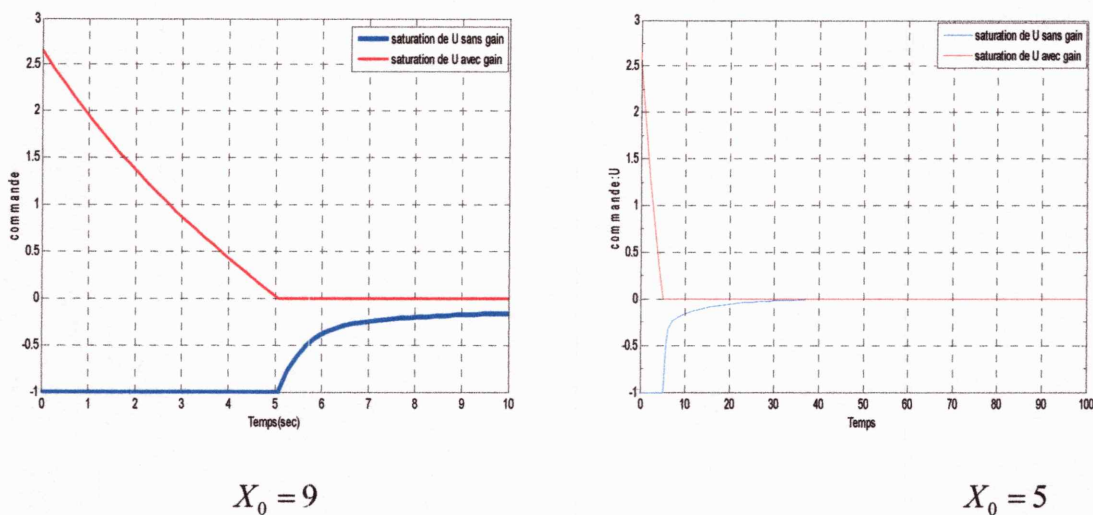 saturation de U sans gain
saturation de U avec gain
commande
3
2.5
2
1.5
1
0.5
0
-0.5
-1
0 1 2 3 4 5 6 7 8 9 10
Temps(sec)
X₀ = 9
saturation de U sans gain
saturation de U avec gain
commande:U
3
2.5
2
1.5
1
0.5
0
-0.5
-1
0 10 20 30 40 50 60 70 80 90 100
Temps
X₀ = 5